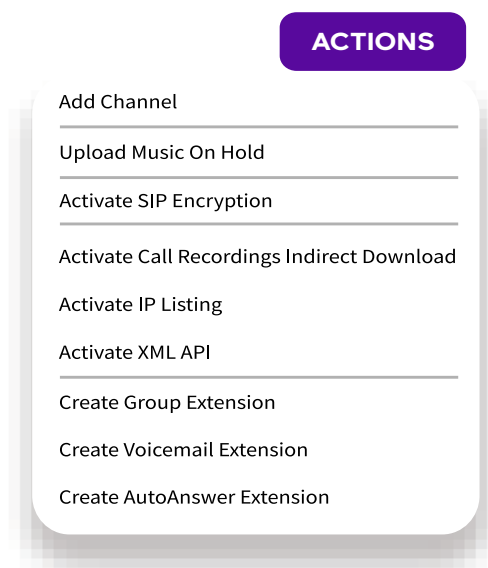 ACTIONS
Add Channel
Upload Music On Hold
Activate SIP Encryption
Activate Call Recordings Indirect Download
Activate IP Listing
Activate XML API
Create Group Extension
Create Voicemail Extension
Create AutoAnswer Extension